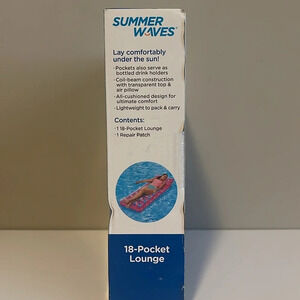 SUMMER
WAVES®
Lay comfortably
under the sun!
· Pockets also serve as
bottled drink holders
· Coil-beam construction
with transparent top &
air pillow
· All-cushioned design for
ultimate comfort
· Lightweight to pack & carry
Contents:
· 1 18-Pocket Lounge
· 1 Repair Patch
18-Pocket
Lounge